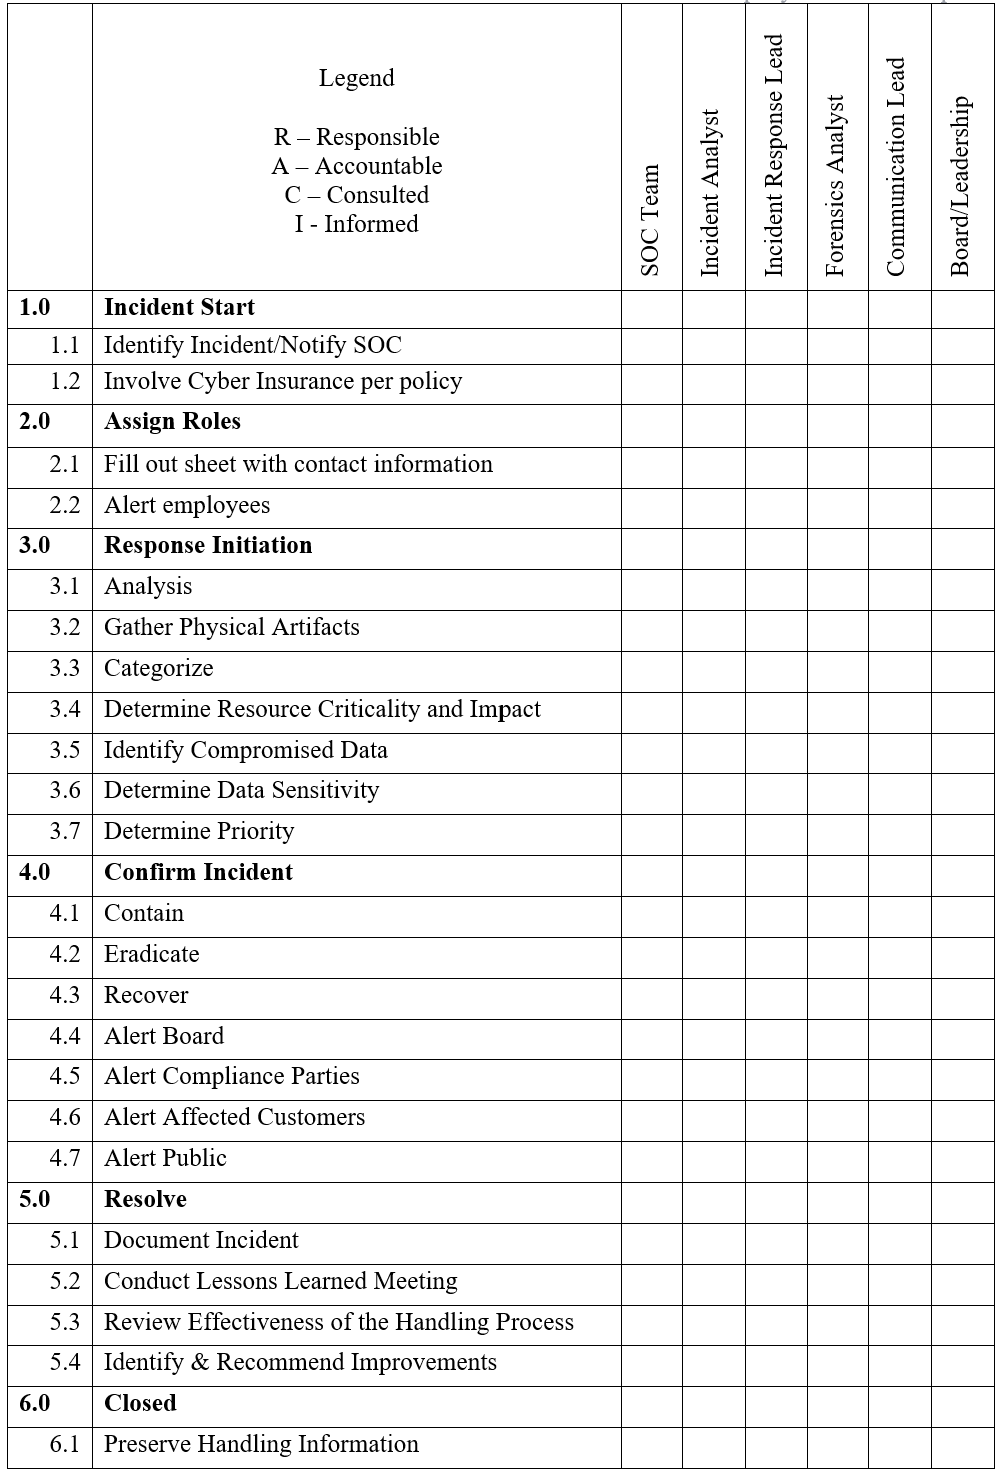 Legend
R – Responsible
A – Accountable
C – Consulted
I - Informed
SOC Team
Incident Analyst
Incident Response Lead
Forensics Analyst
Communication Lead
Board/Leadership
1.0 Incident Start
1.1 Identify Incident/Notify SOC
1.2 Involve Cyber Insurance per policy
2.0 Assign Roles
2.1 Fill out sheet with contact information
2.2 Alert employees
3.0 Response Initiation
3.1 Analysis
3.2 Gather Physical Artifacts
3.3 Categorize
3.4 Determine Resource Criticality and Impact
3.5 Identify Compromised Data
3.6 Determine Data Sensitivity
3.7 Determine Priority
4.0 Confirm Incident
4.1 Contain
4.2 Eradicate
4.3 Recover
4.4 Alert Board
4.5 Alert Compliance Parties
4.6 Alert Affected Customers
4.7 Alert Public
5.0 Resolve
5.1 Document Incident
5.2 Conduct Lessons Learned Meeting
5.3 Review Effectiveness of the Handling Process
5.4 Identify & Recommend Improvements
6.0 Closed
6.1 Preserve Handling Information